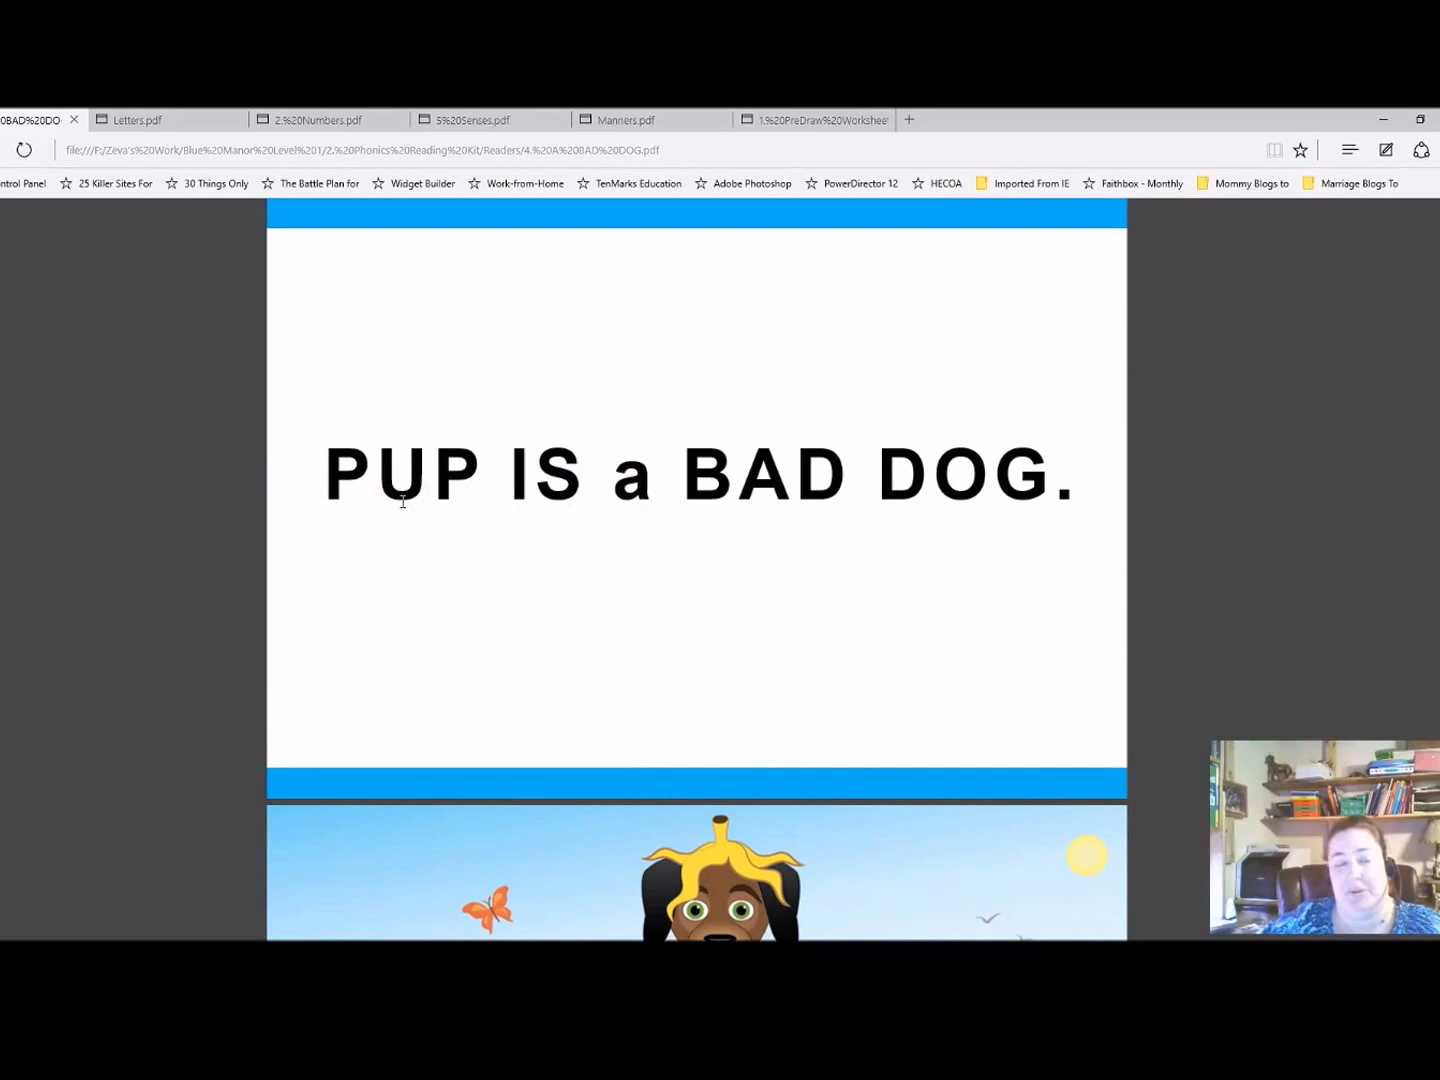 0BAD%20DO
Letters.pdf
2.%20Numbers.pdf
5%20Senses.pdf
Manners.pdf
1.%20PreDraw%20Workshee
file:///F:/Zeva's%20Work/Blue%20Manor%20Level%201/2.%20Phonics%20Reading%20Kit/Readers/4.%20A%20BAD%20DOG.pdf
ntrol Panel 25 Killer Sites For 30 Things Only The Battle Plan for Widget Builder Work-from-Home TenMarks Education Adobe Photoshop PowerDirector 12 HECOA Imported From IE Faithbox - Monthly Mommy Blogs to Marriage Blogs To
PUP IS a BAD DOG.